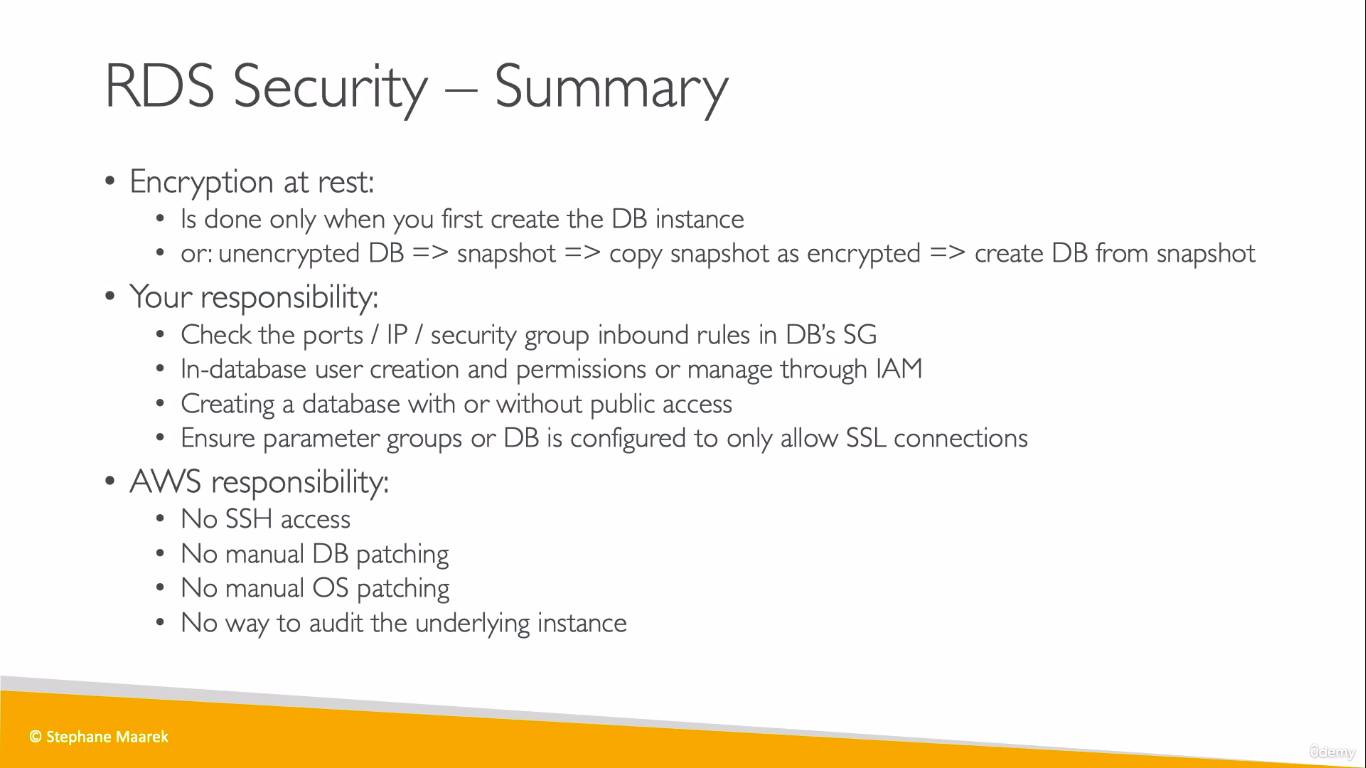 RDS Security – Summary
• Encryption at rest:
• Is done only when you first create the DB instance
• or: unencrypted DB => snapshot => copy snapshot as encrypted => create DB from snapshot
• Your responsibility:
• Check the ports / IP / security group inbound rules in DB’s SG
• In-database user creation and permissions or manage through IAM
• Creating a database with or without public access
• Ensure parameter groups or DB is configured to only allow SSL connections
• AWS responsibility:
• No SSH access
• No manual DB patching
• No manual OS patching
• No way to audit the underlying instance
© Stephane Maarek
ûdemy